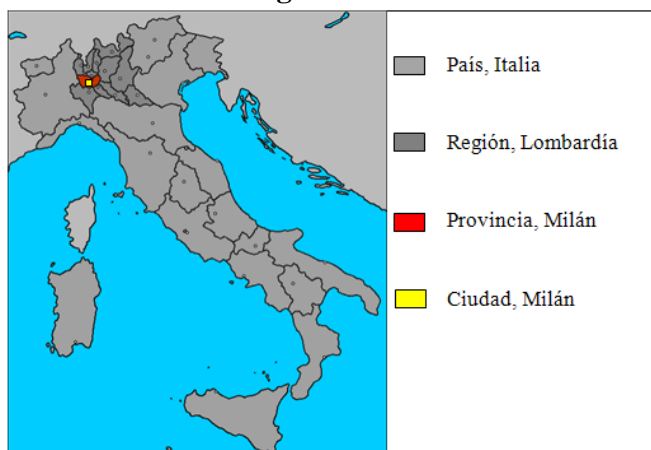 País, Italia
Región, Lombardía
Provincia, Milán
Ciudad, Milán